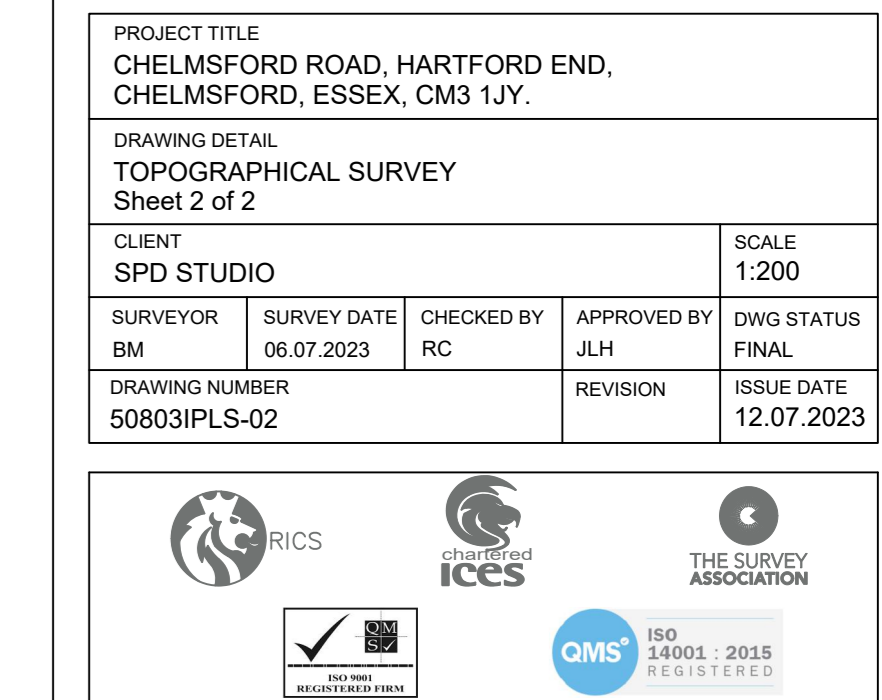 PROJECT TITLE
CHELMSFORD ROAD, HARTFORD END,
CHELMSFORD, ESSEX, CM3 1JY.
DRAWING DETAIL
TOPOGRAPHICAL SURVEY
Sheet 2 of 2
CLIENT
SPD STUDIO
SCALE
1:200
SURVEYOR
BM
SURVEY DATE
06.07.2023
CHECKED BY
RC
APPROVED BY
JLH
DWG STATUS
FINAL
DRAWING NUMBER
50803IPLS-02
REVISION
ISSUE DATE
12.07.2023
RICS
chartered
ices
THE SURVEY
ASSOCIATION
QM
S
ISO 9001
REGISTERED FIRM
QMS°
ISO
14001 : 2015
REGISTERED